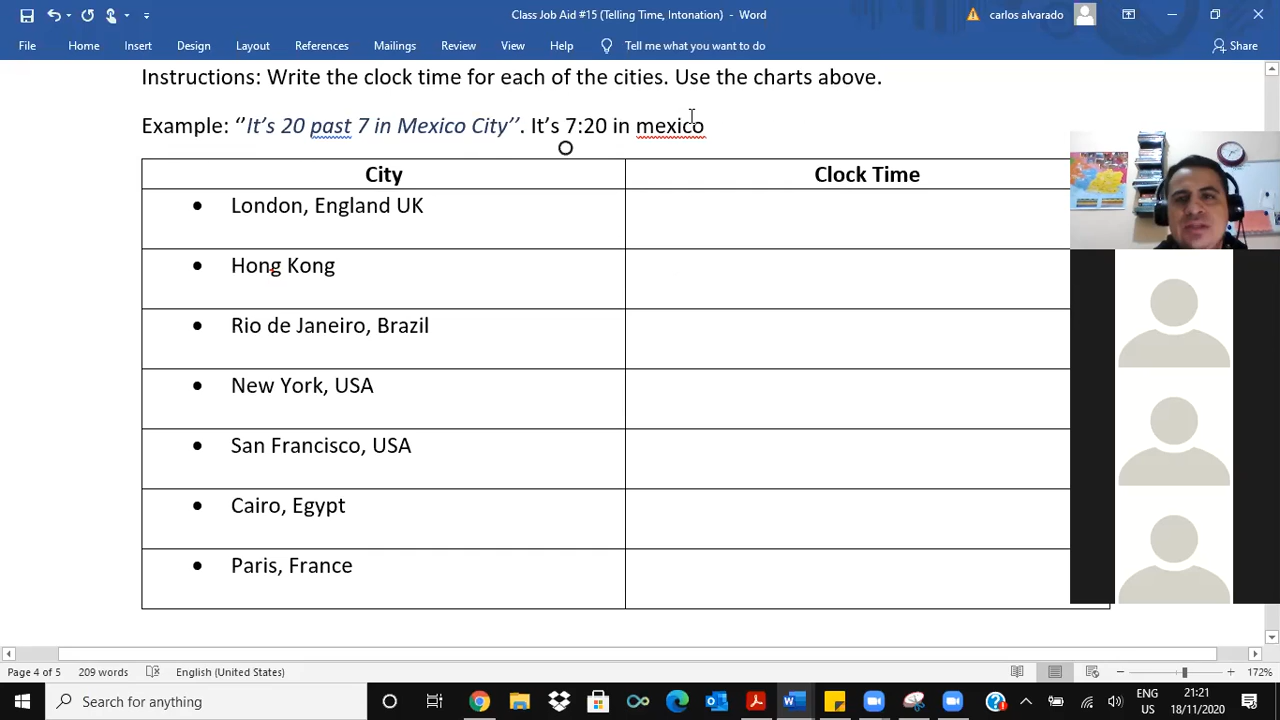 Class Job Aid #15 (Telling Time, Intonation) - Word
carlos alvarado
File Home Insert Design Layout References Mailings Review View Help Tell me what you want to do Share
Instructions: Write the clock time for each of the cities. Use the charts above.
Example: ‘’It’s 20 past 7 in Mexico City’’. It’s 7:20 in mexico
City Clock Time
• London, England UK
• Hong Kong
• Rio de Janeiro, Brazil
• New York, USA
• San Francisco, USA
• Cairo, Egypt
• Paris, France
Page 4 of 5 209 words English (United States) 172%
Search for anything
ENG
US
21:21
18/11/2020